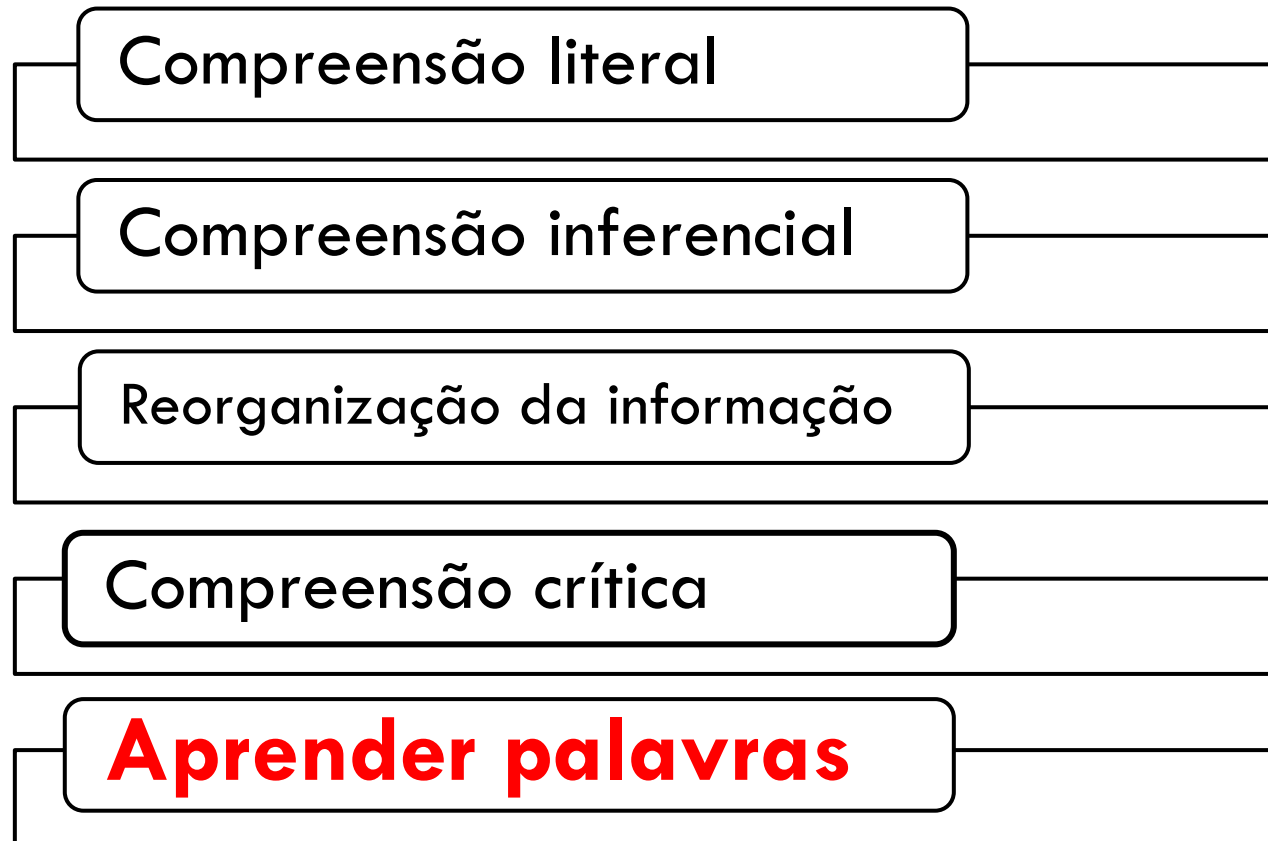 Compreensão literal
Compreensão inferencial
Reorganização da informação
Compreensão crítica
Aprender palavras